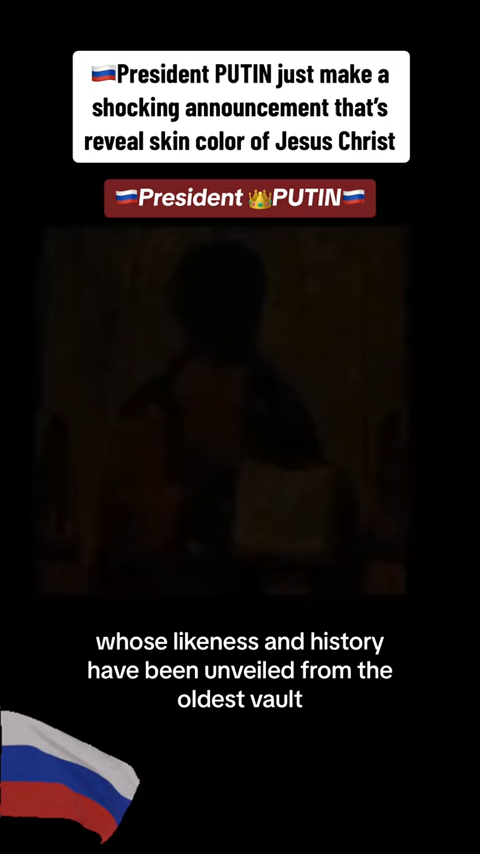 🇷🇺President PUTIN just make a
shocking announcement that's
reveal skin color of Jesus Christ
🇷🇺President 👑PUTIN🇷🇺
whose likeness and history
have been unveiled from the
oldest vault